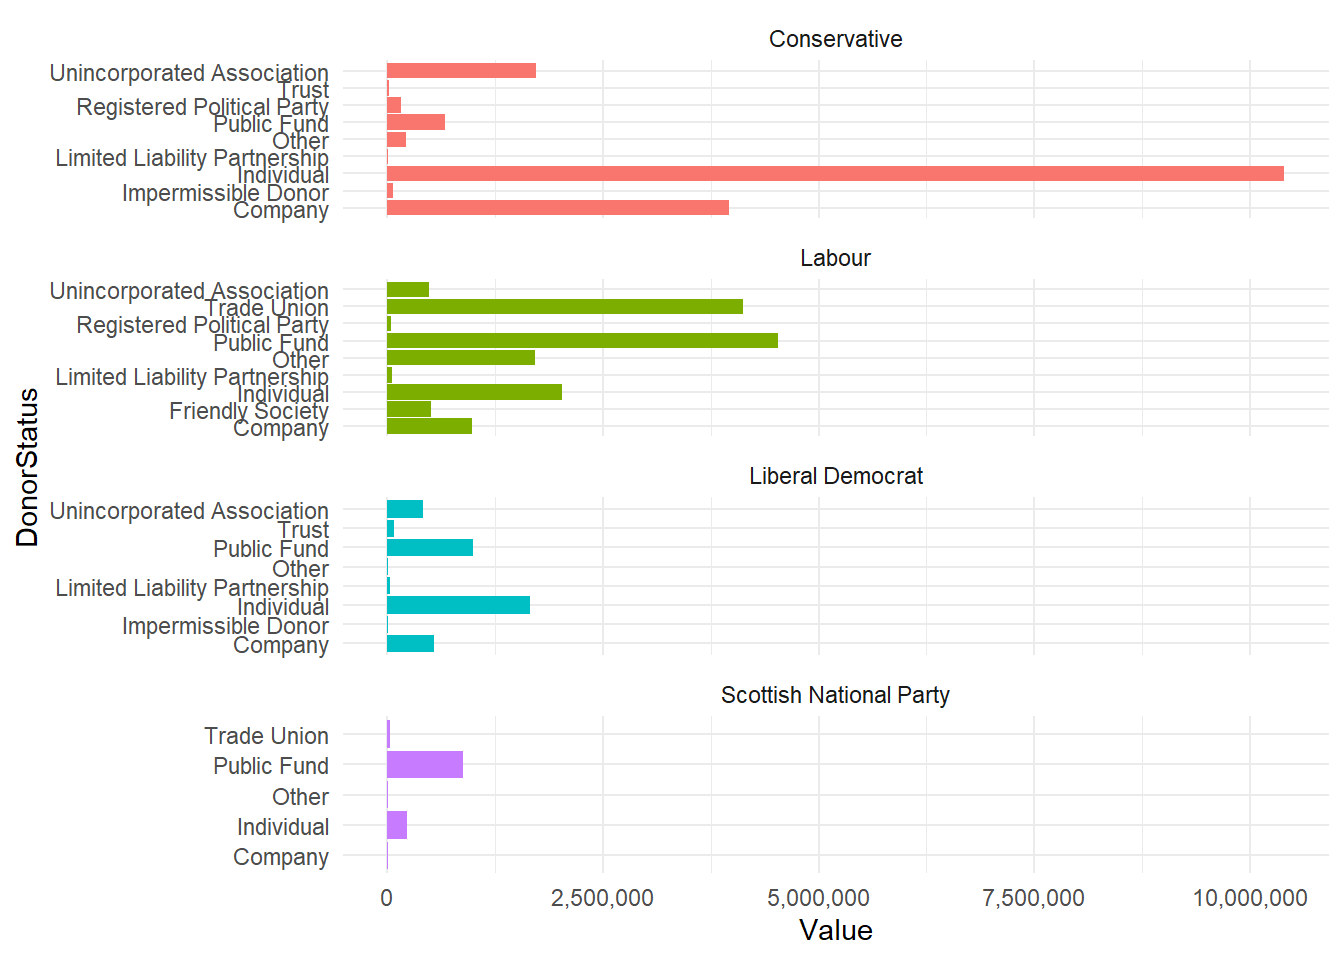 Conservative
Unincorporated Association
Trust
Registered Political Party
Public Fund
Other
Limited Liability Partnership
Individual
Impermissible Donor
Company
Labour
Unincorporated Association
Trade Union
Registered Political Party
Public Fund
Other
Limited Liability Partnership
Individual
Friendly Society
Company
DonorStatus
Liberal Democrat
Unincorporated Association
Trust
Public Fund
Other
Limited Liability Partnership
Individual
Impermissible Donor
Company
Scottish National Party
Trade Union
Public Fund
Other
Individual
Company
0 2,500,000 5,000,000 7,500,000 10,000,000
Value